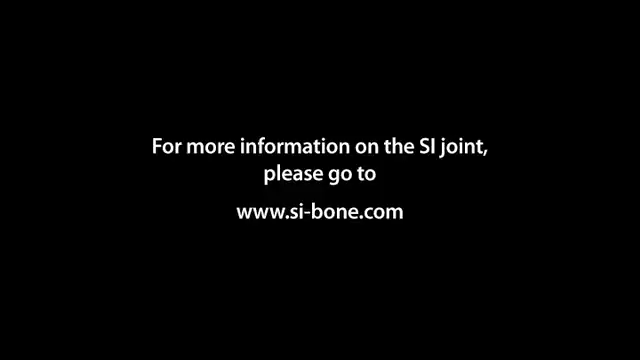 For more information on the SI joint,
please go to
www.si-bone.com